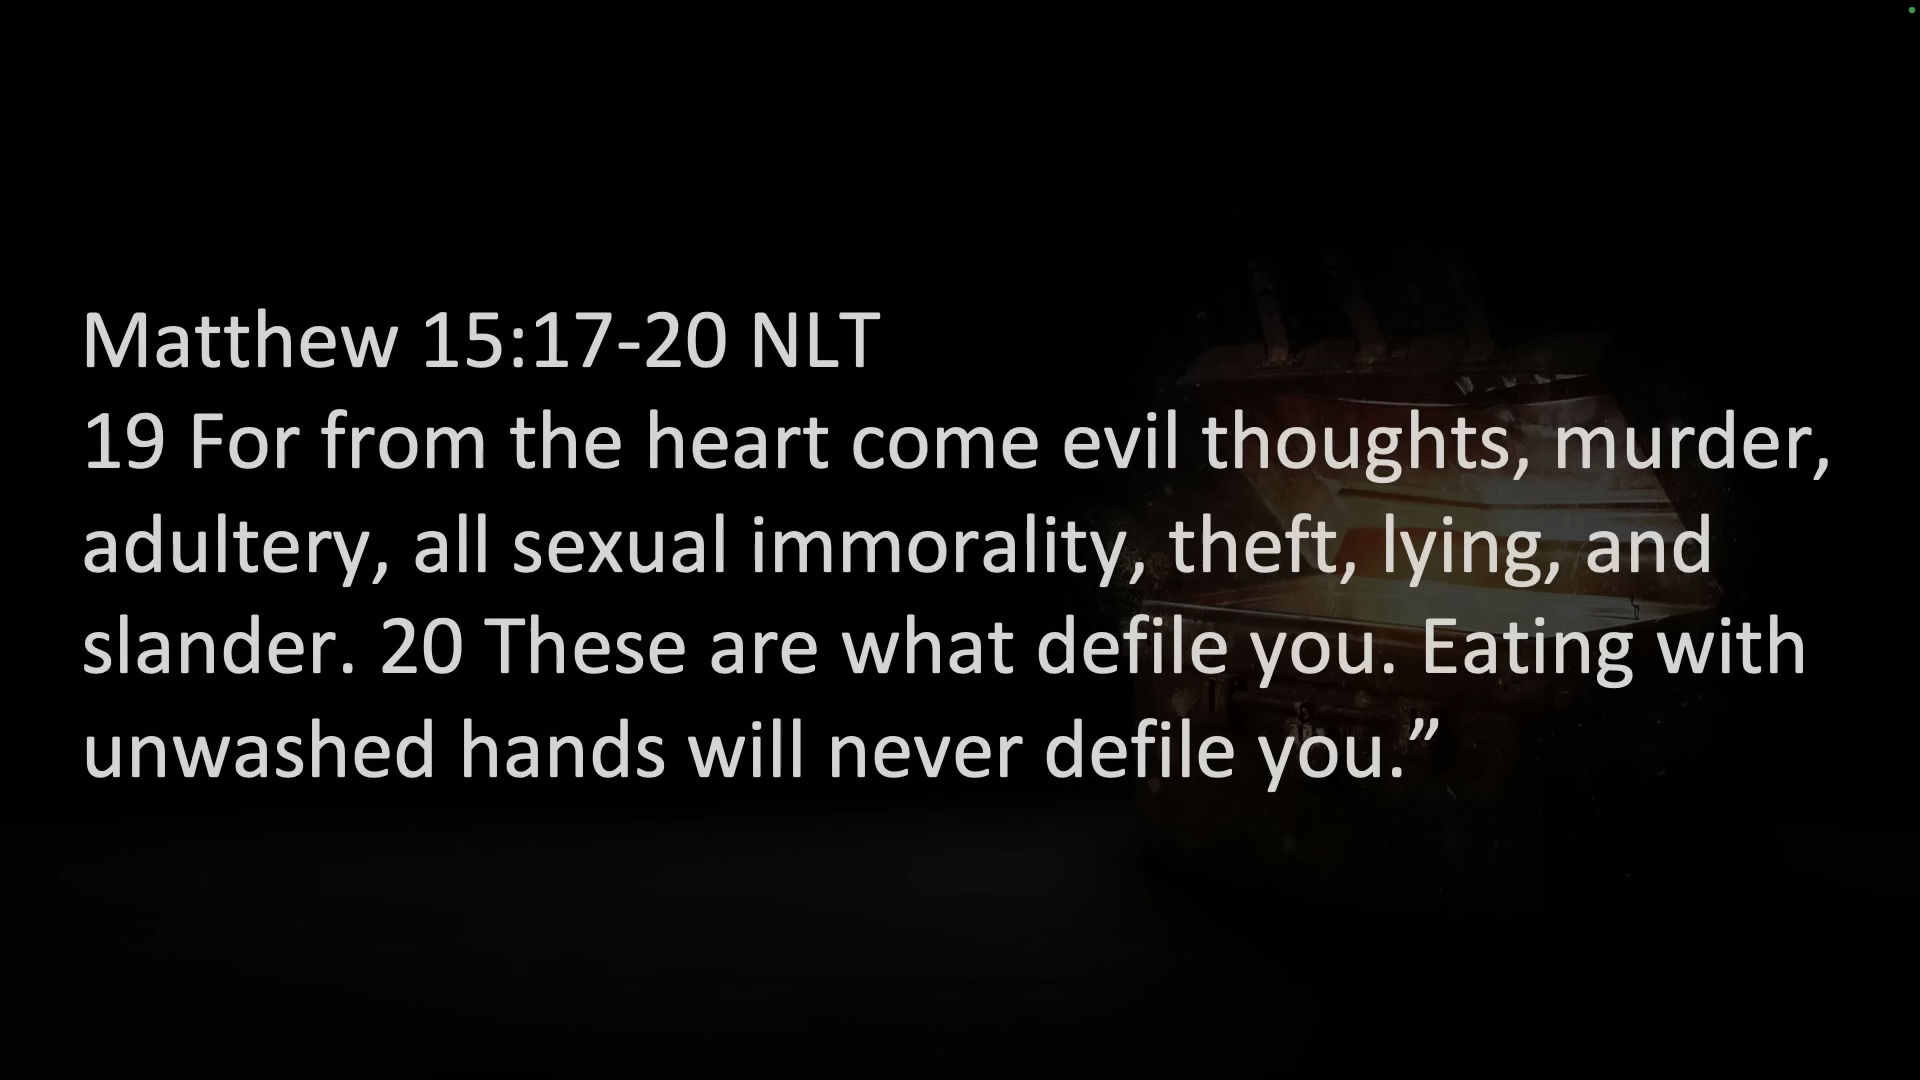 Matthew 15:17-20 NLT
19 For from the heart come evil thoughts, murder,
adultery, all sexual immorality, theft, lying, and
slander. 20 These are what defile you. Eating with
unwashed hands will never defile you.”